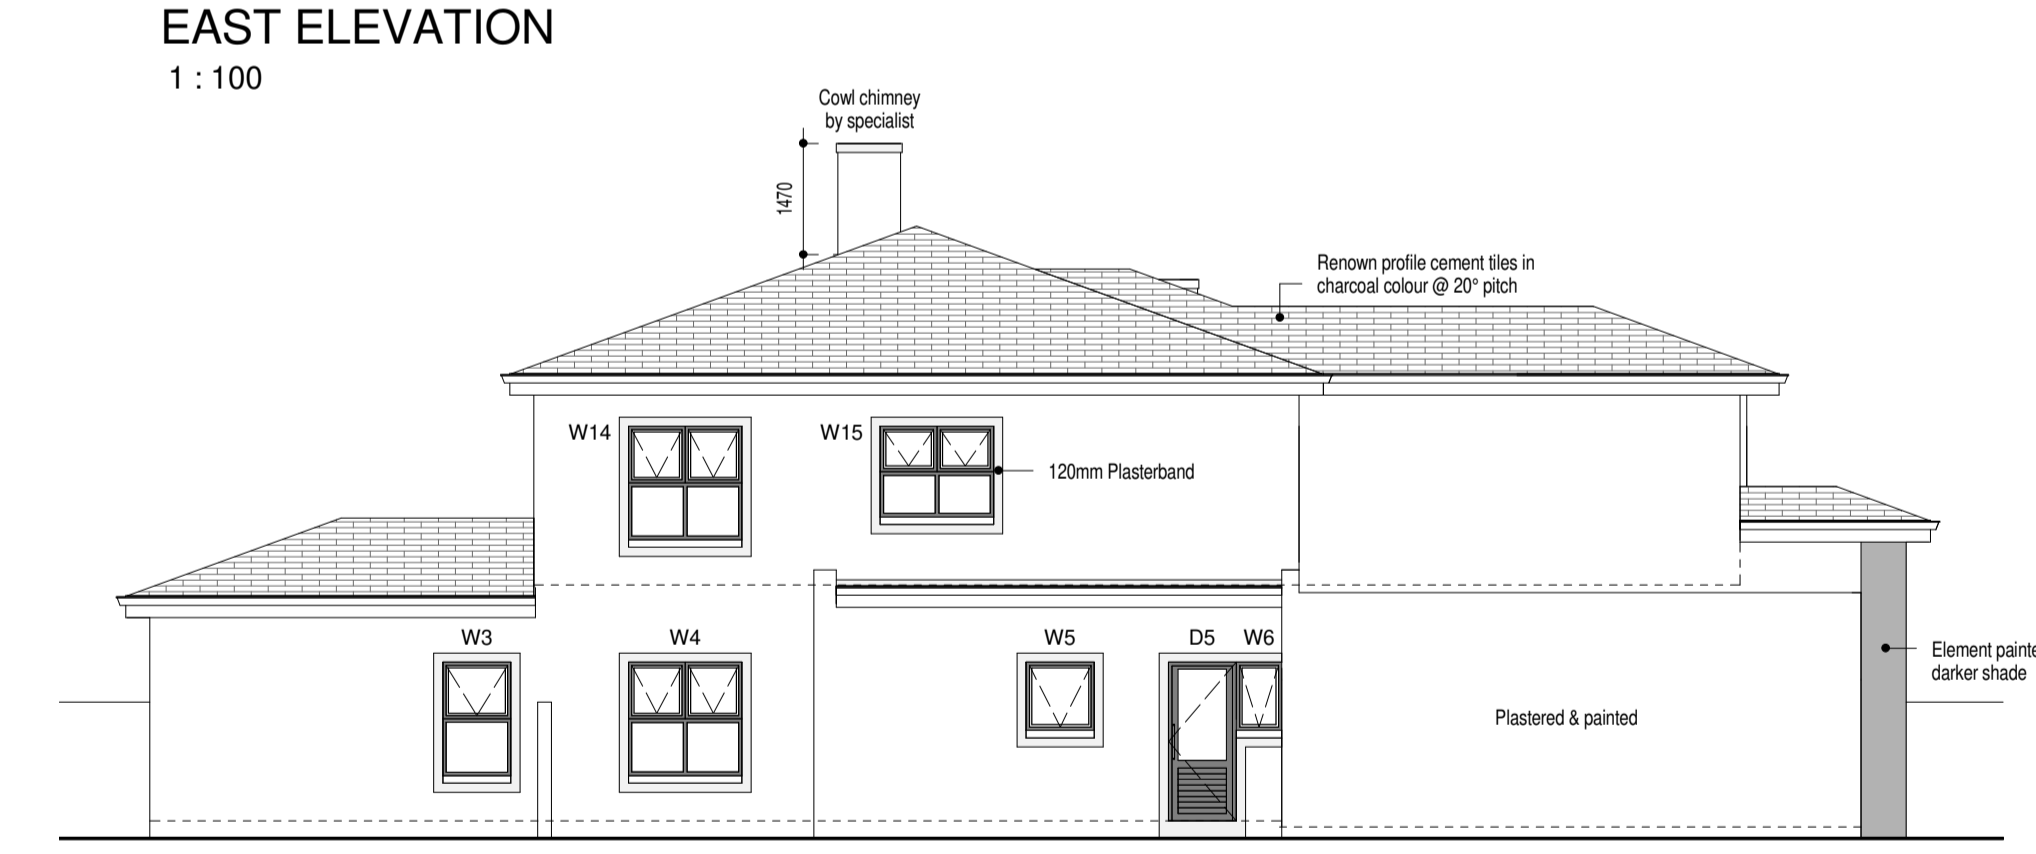 EAST ELEVATION
1 : 100
Cowl chimney
by specialist
1470
Renown profile cement tiles in
charcoal colour @ 20° pitch
W14
W15
120mm Plasterband
W3
W4
W5
D5
W6
Element painte
darker shade
Plastered & painted